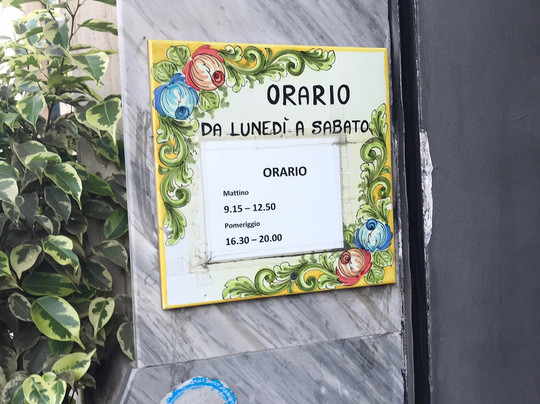 ORARIO
DA LUNEDÌ A SABATO
ORARIO
Mattino
9.15 – 12.50
Pomeriggio
16.30 – 20.00